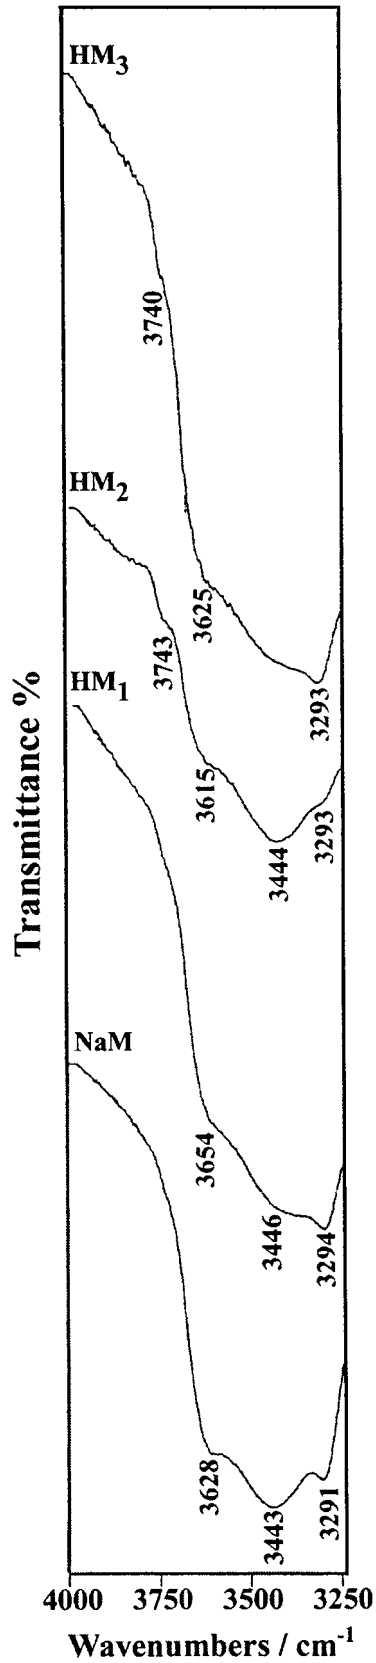 HM3
3740
3625
3293
HM2
3743
3615
3444
3293
HM1
3654
3446
3294
NaM
3628
3443
3291
Transmittance %
4000 3750 3500 3250
Wavenumbers / cm-1